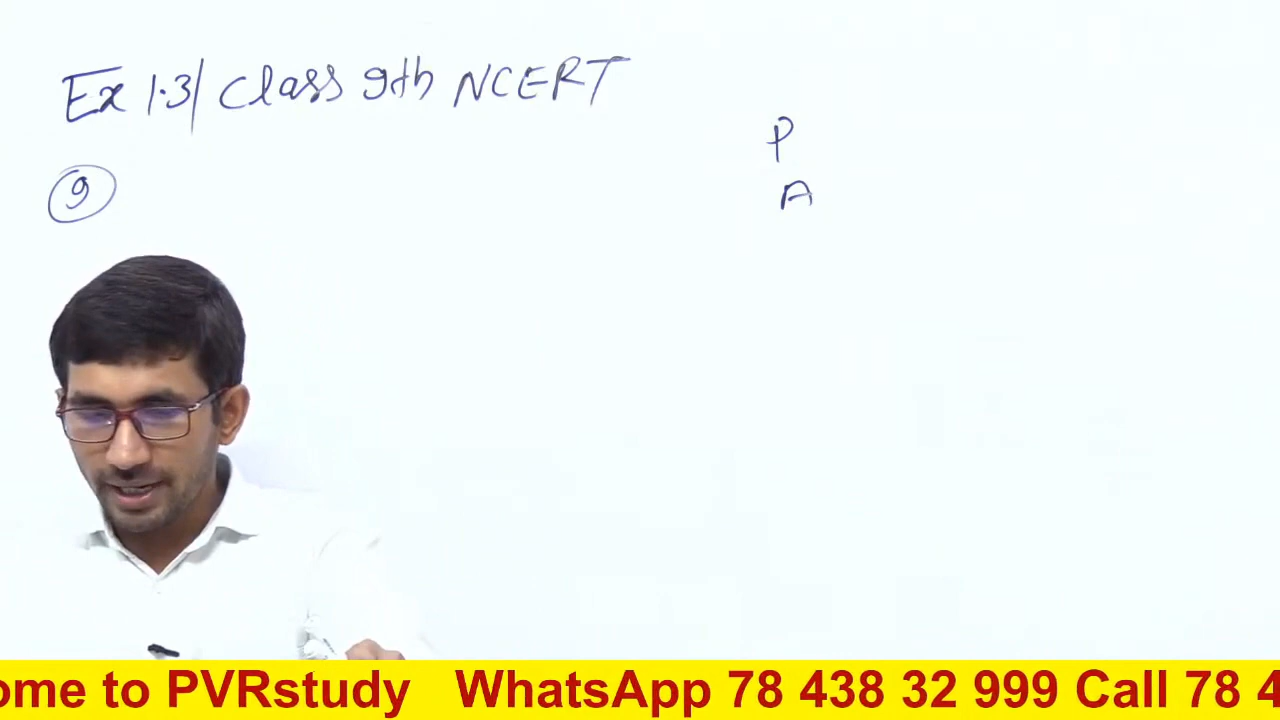 Ex 1.3| Class 9th NCERT
9
P
A
ome to PVRstudy WhatsApp 78 438 32 999 Call 78 4